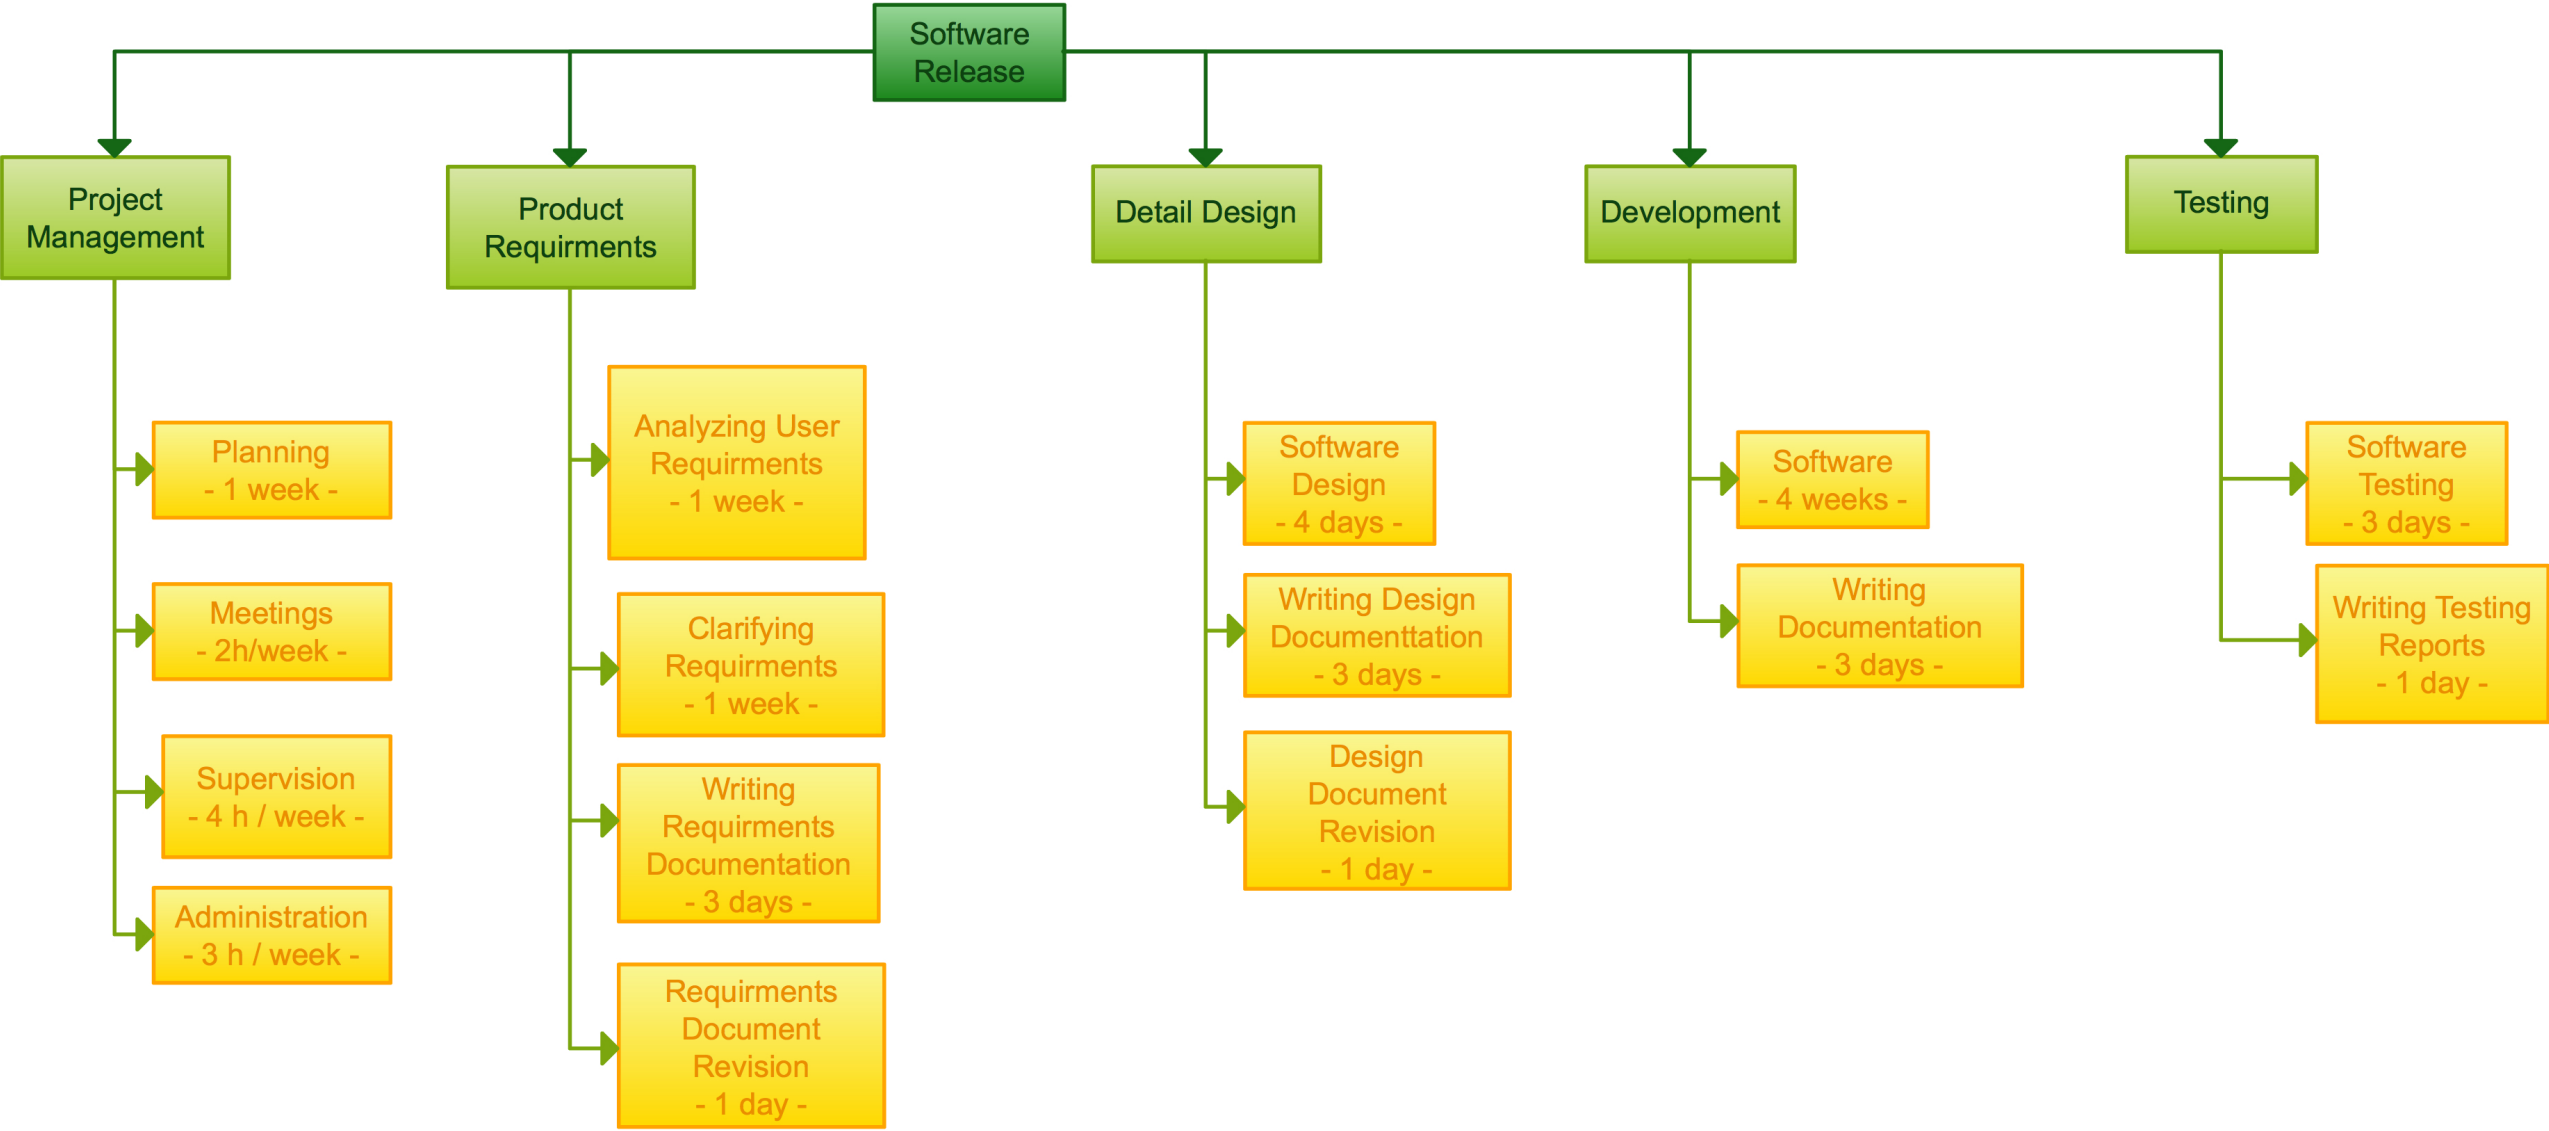 Software
Release
Project
Management
Product
Requirments
Detail Design
Development
Testing
Planning
- 1 week -
Meetings
- 2h/week -
Supervision
- 4 h / week -
Administration
- 3 h / week -
Analyzing User
Requirments
- 1 week -
Clarifying
Requirments
- 1 week -
Writing
Requirments
Documentation
- 3 days -
Requirments
Document
Revision
- 1 day -
Software
Design
- 4 days -
Writing Design
Documenttation
- 3 days -
Design
Document
Revision
- 1 day -
Software
- 4 weeks -
Writing
Documentation
- 3 days -
Software
Testing
- 3 days -
Writing Testing
Reports
- 1 day -